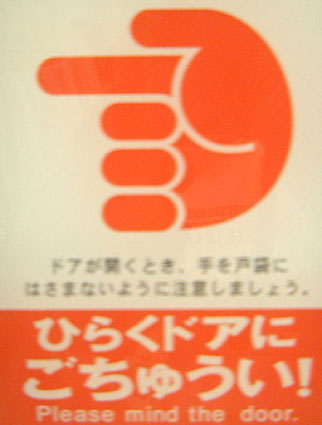 ドアが開くとき、手を戸袋に
はさまないように注意しましょう。
ひらくドアに
ごちゅうい!
Please mind the door.